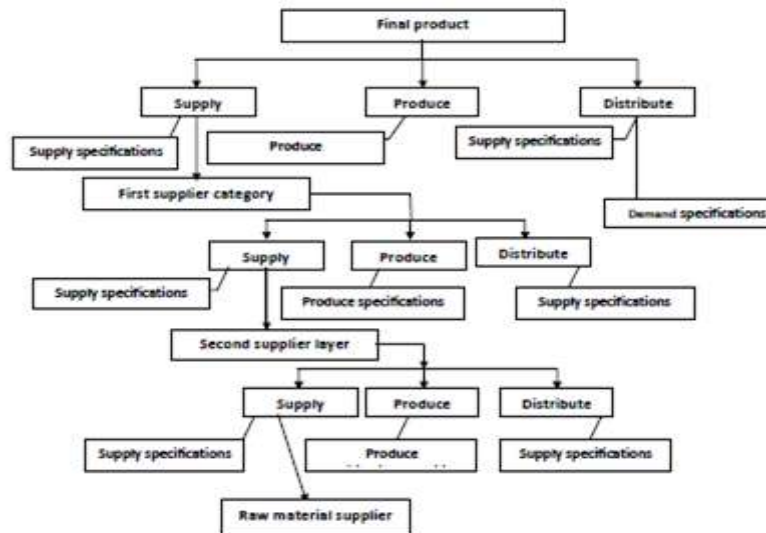 Final product
Supply
Produce
Distribute
Supply specifications
Produce
Supply specifications
First supplier category
Demand specifications
Supply
Produce
Distribute
Supply specifications
Produce specifications
Supply specifications
Second supplier layer
Supply
Produce
Distribute
Supply specifications
Produce
Supply specifications
Raw material supplier